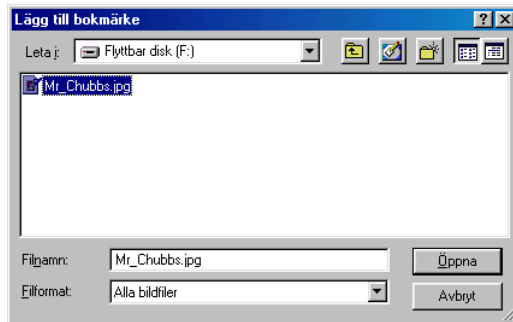 Lägg till bokmärke
Leta i: Flyttbar disk (F:)
Mr_Chubbs.jpg
Filnamn: Mr_Chubbs.jpg Öppna
Filformat: Alla bildfiler Avbryt